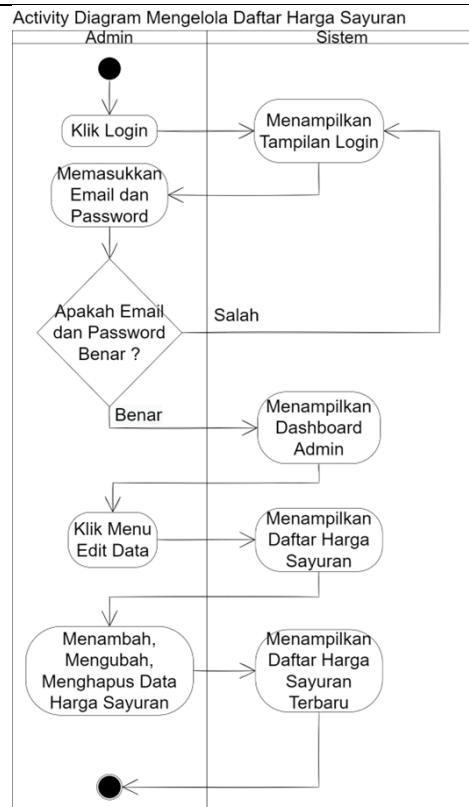 Activity Diagram Mengelola Daftar Harga Sayuran
Admin
Sistem
Klik Login
Menampilkan
Tampilan Login
Memasukkan
Email dan
Password
Apakah Email
dan Password
Benar ?
Salah
Benar
Menampilkan
Dashboard
Admin
Klik Menu
Edit Data
Menampilkan
Daftar Harga
Sayuran
Menambah,
Mengubah,
Menghapus Data
Harga Sayuran
Menampilkan
Daftar Harga
Sayuran
Terbaru